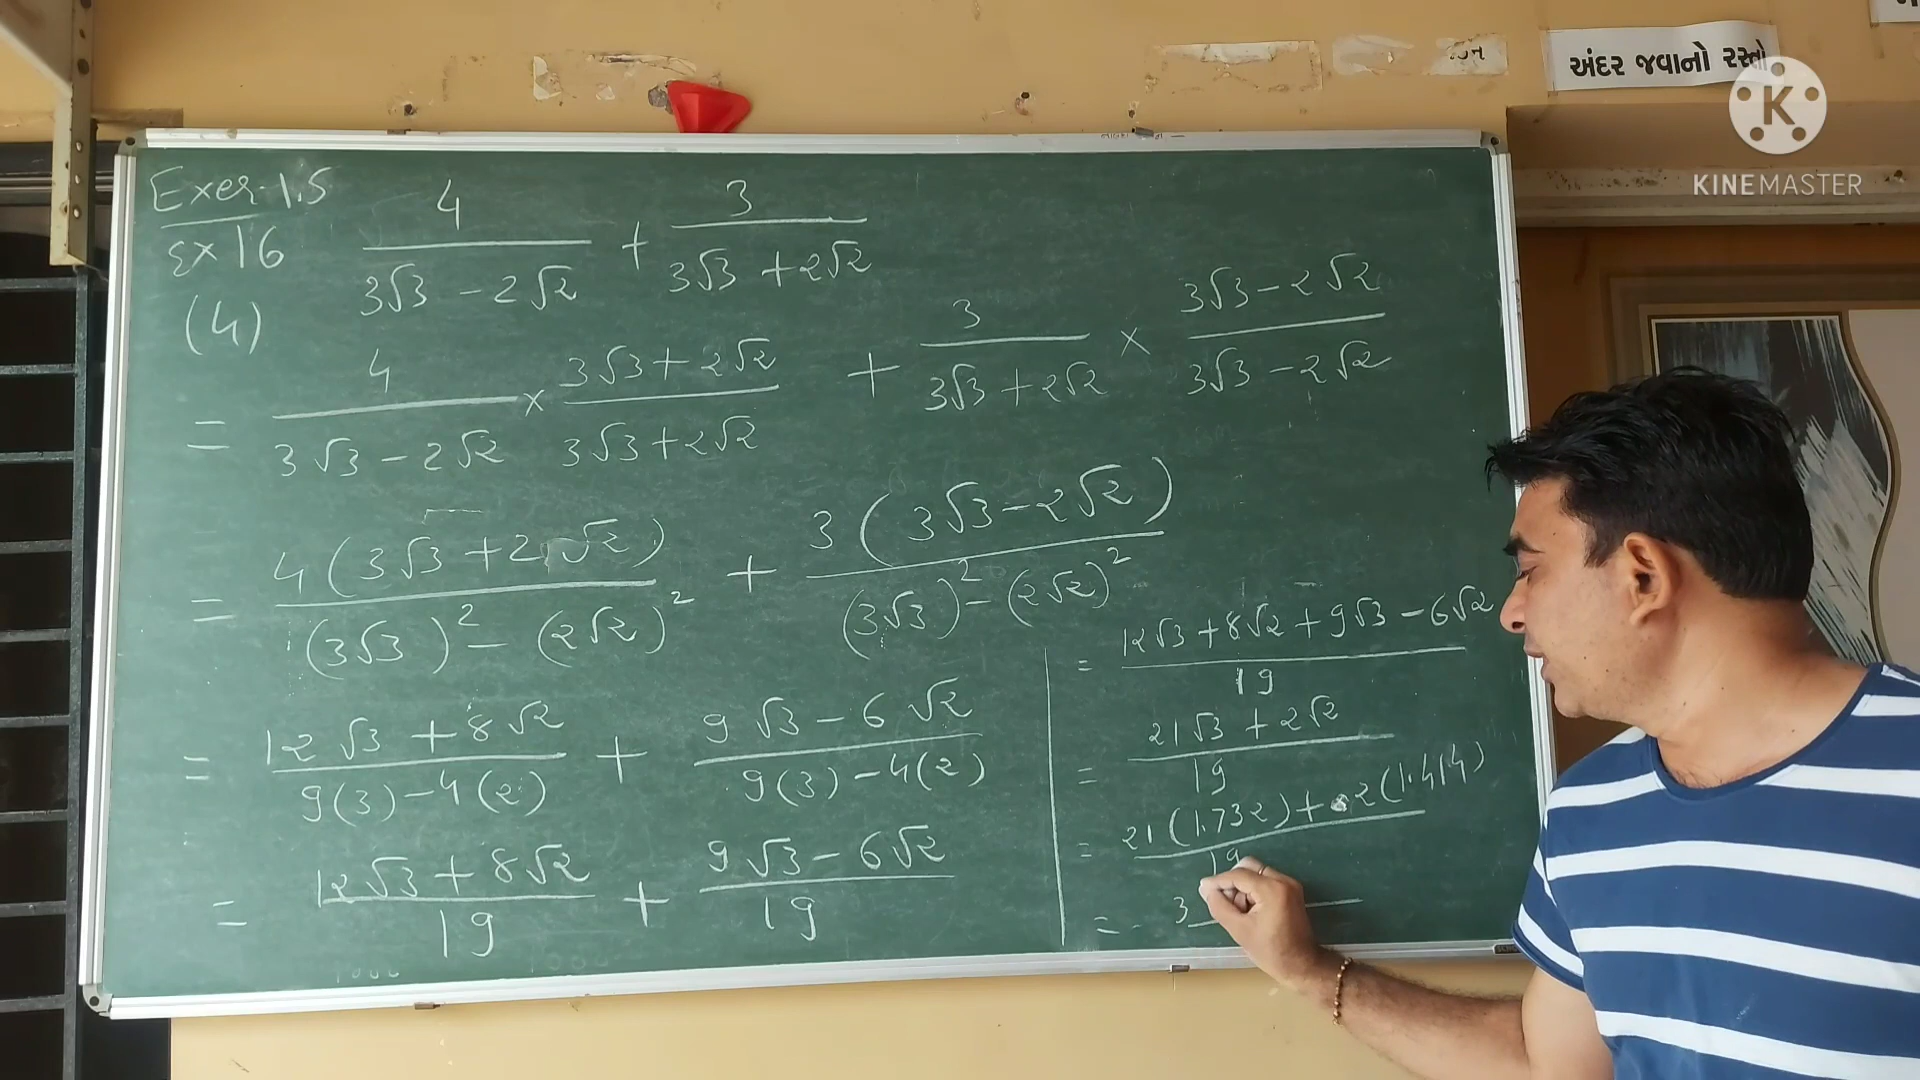 અંદર જવાનો રસ્તો
K
KINEMASTER
Exer-1.5
Ex 16
(4)
4/(3√3 - 2√2) + 3/(3√3 + 2√2)
= 4/(3√3 - 2√2) × (3√3 + 2√2)/(3√3 + 2√2) + 3/(3√3 + 2√2) × (3√3 - 2√2)/(3√3 - 2√2)
= 4(3√3 + 2√2)/((3√3)² - (2√2)²) + 3(3√3 - 2√2)/((3√3)² - (2√2)²)
= (12√3 + 8√2)/(9(3) - 4(2)) + (9√3 - 6√2)/(9(3) - 4(2))
= (12√3 + 8√2)/19 + (9√3 - 6√2)/19
= (12√3 + 8√2 + 9√3 - 6√2)/19
= (21√3 + 2√2)/19
= (21(1.732) + 2(1.414))/19
= 3